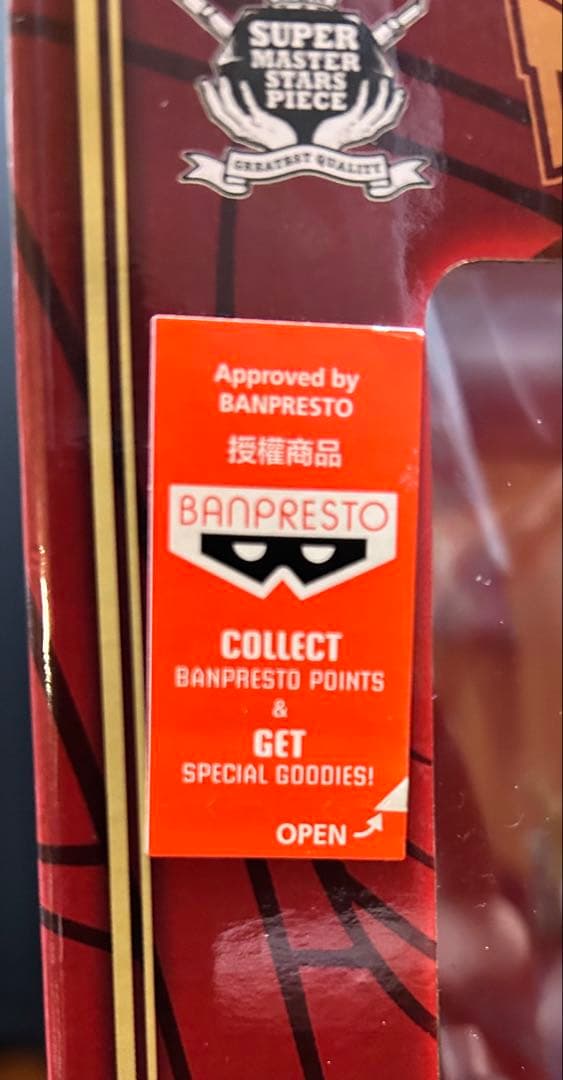 SUPER
MASTER
STARS
PIECE
GREATEST QUALITY
Approved by
BANPRESTO
授權商品
BANPRESTO
COLLECT
BANPRESTO POINTS
&
GET
SPECIAL GOODIES!
OPEN